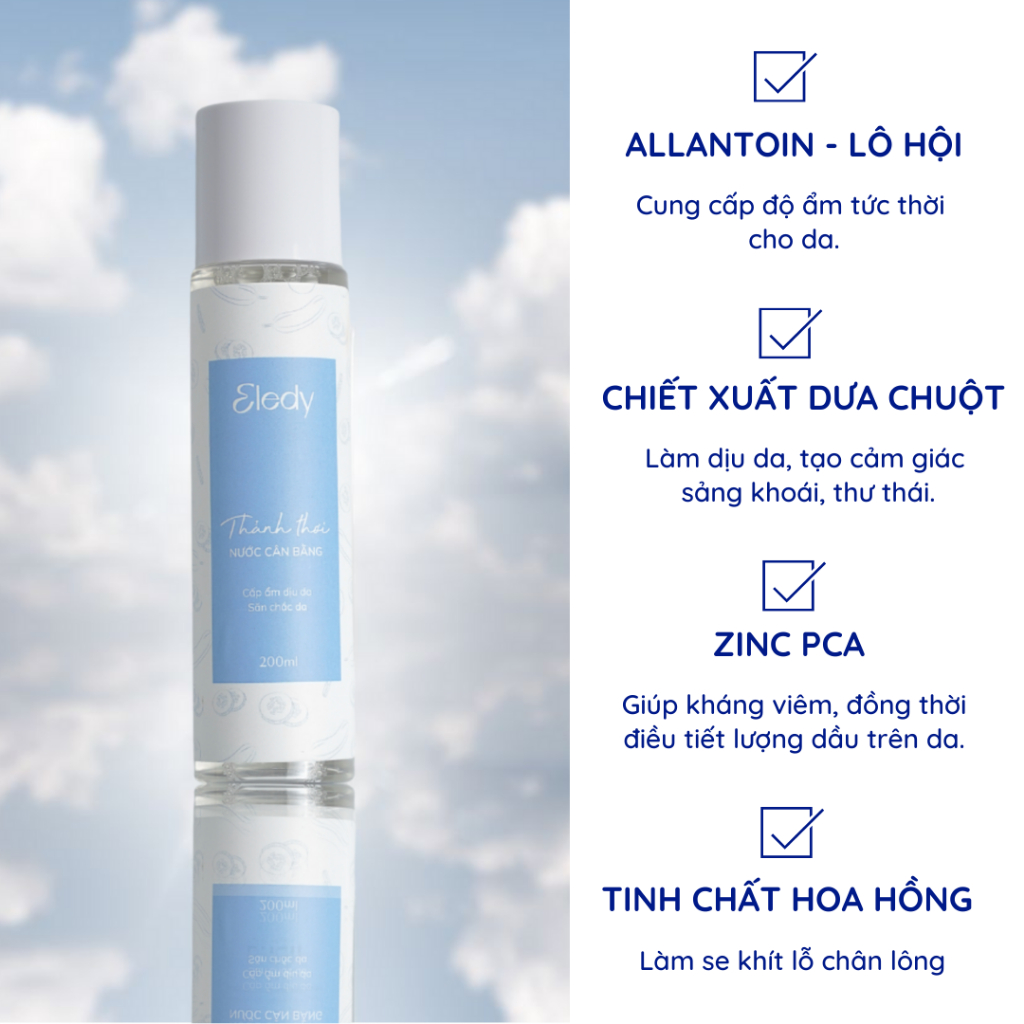 Eledy
Thảnh thơi
NƯỚC CÂN BẰNG
Cấp ẩm dịu da
Săn chắc da
200ml
ALLANTOIN - LÔ HỘI
Cung cấp độ ẩm tức thời
cho da.
CHIẾT XUẤT DƯA CHUỘT
Làm dịu da, tạo cảm giác
sảng khoái, thư thái.
ZINC PCA
Giúp kháng viêm, đồng thời
điều tiết lượng dầu trên da.
TINH CHẤT HOA HỒNG
Làm se khít lỗ chân lông